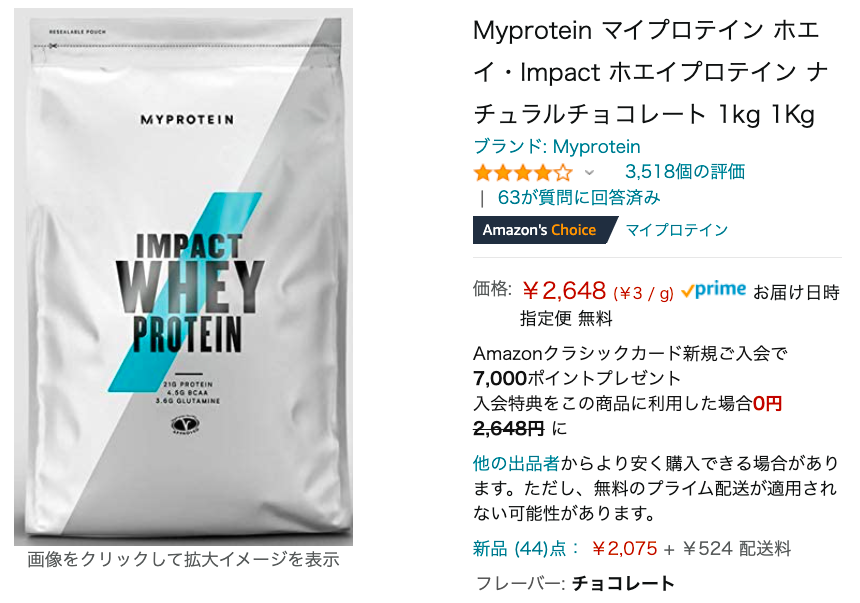 RESEALABLE POUCH
MYPROTEIN
IMPACT
WHEY
PROTEIN
21G PROTEIN
4.5G BCAA
3.6G GLUTAMINE
画像をクリックして拡大イメージを表示
Myprotein マイプロテイン ホエ
イ・Impact ホエイプロテイン ナ
チュラルチョコレート 1kg 1Kg
ブランド: Myprotein
3,518個の評価
| 63が質問に回答済み
Amazon's Choice マイプロテイン
価格: ￥2,648 (￥3 / g) prime お届け日時
指定便 無料
Amazonクラシックカード新規ご入会で
7,000ポイントプレゼント
入会特典をこの商品に利用した場合0円
2,648円 に
他の出品者からより安く購入できる場合があり
ます。ただし、無料のプライム配送が適用され
ない可能性があります。
新品 (44)点： ￥2,075 + ￥524 配送料
フレーバー: チョコレート